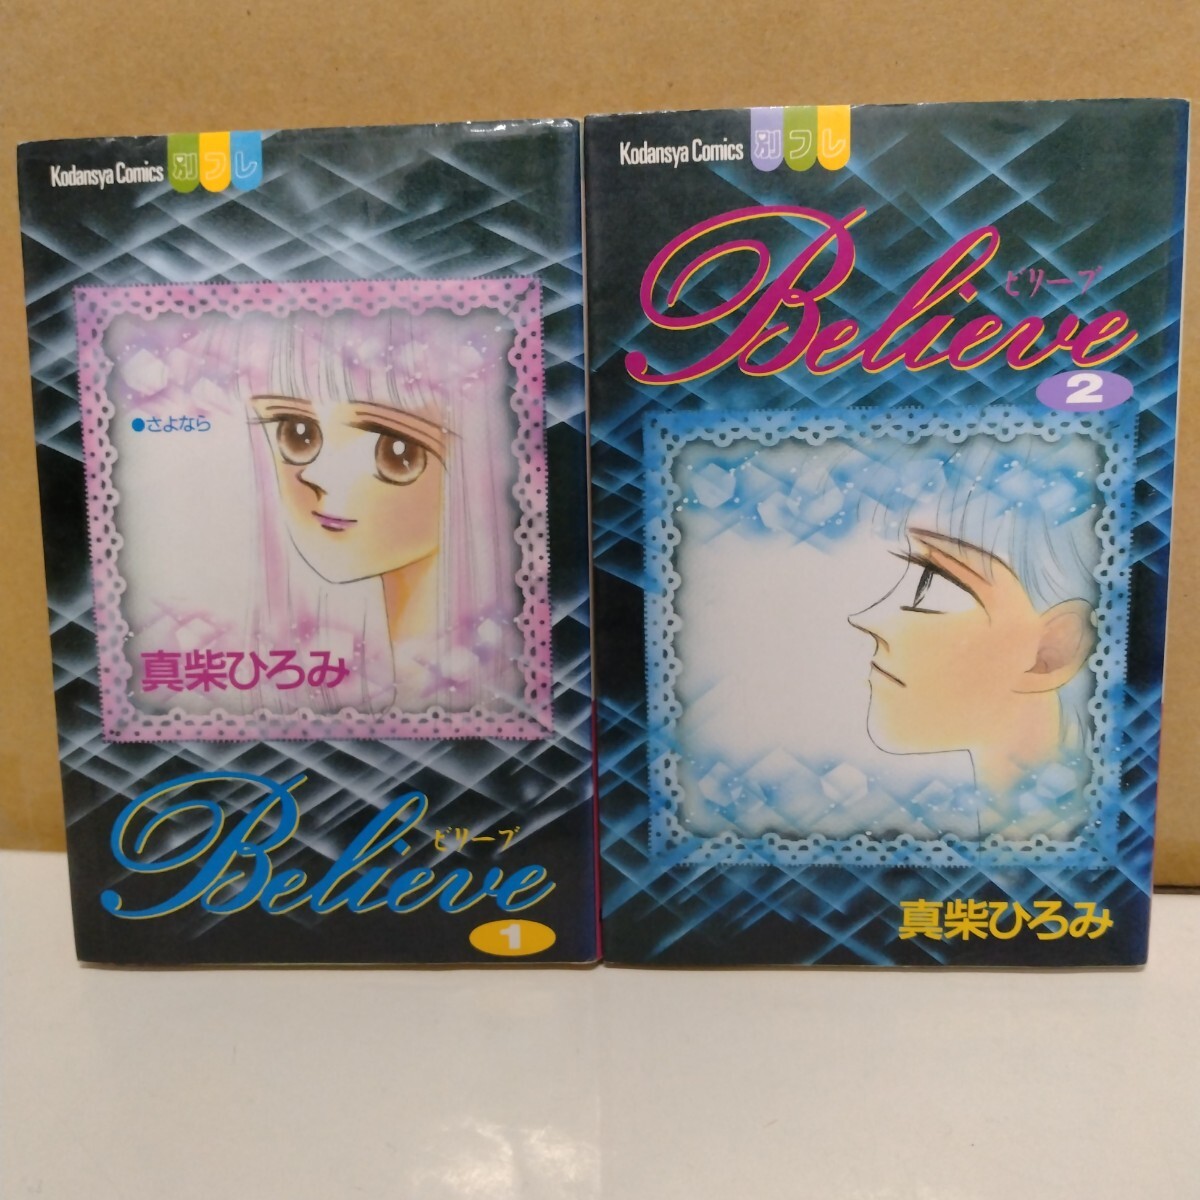 Kodansya Comics 別フレ
●さよなら
真柴ひろみ
Believe
ビリーブ
1
Kodansya Comics 別フレ
Believe
ビリーブ
2
真柴ひろみ